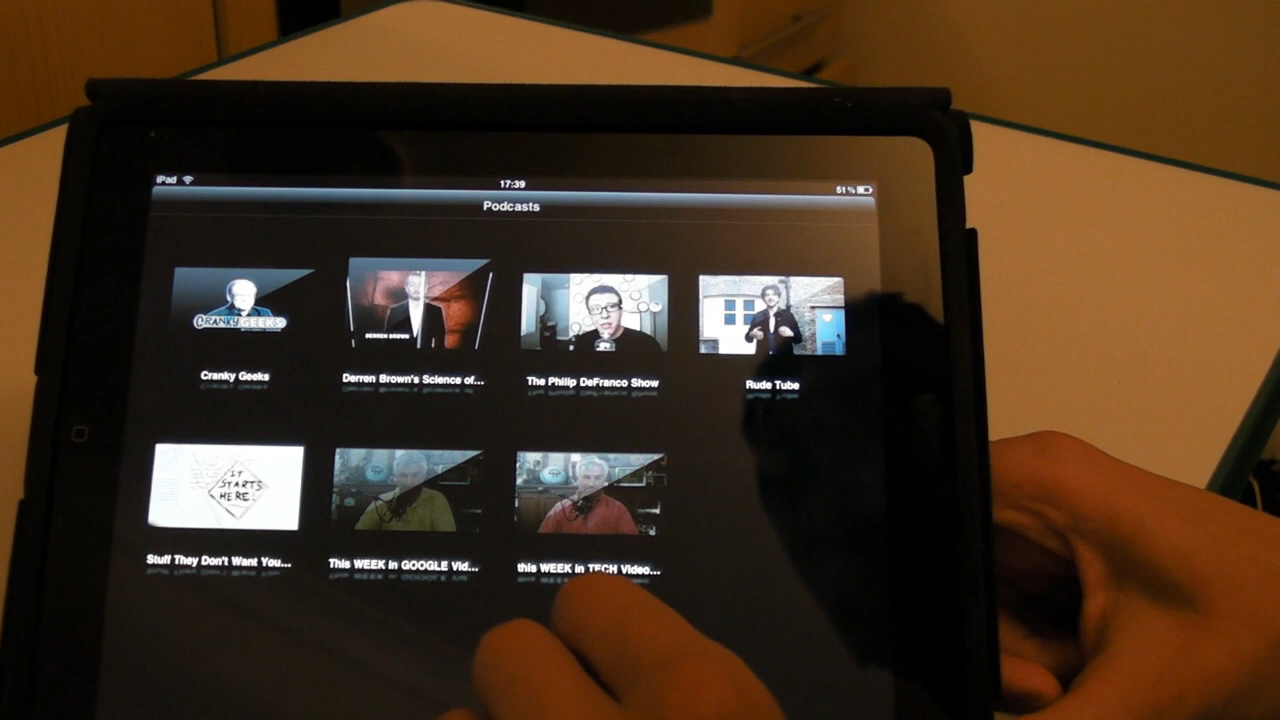 iPad
17:39
51%
Podcasts
CRANKY GEEKS
DERREN BROWN
Cranky Geeks
Derren Brown's Science of...
The Philip DeFranco Show
Rude Tube
IT
STARTS
HERE.
Stuff They Don't Want You...
This WEEK in GOOGLE Vid...
this WEEK in TECH Video...